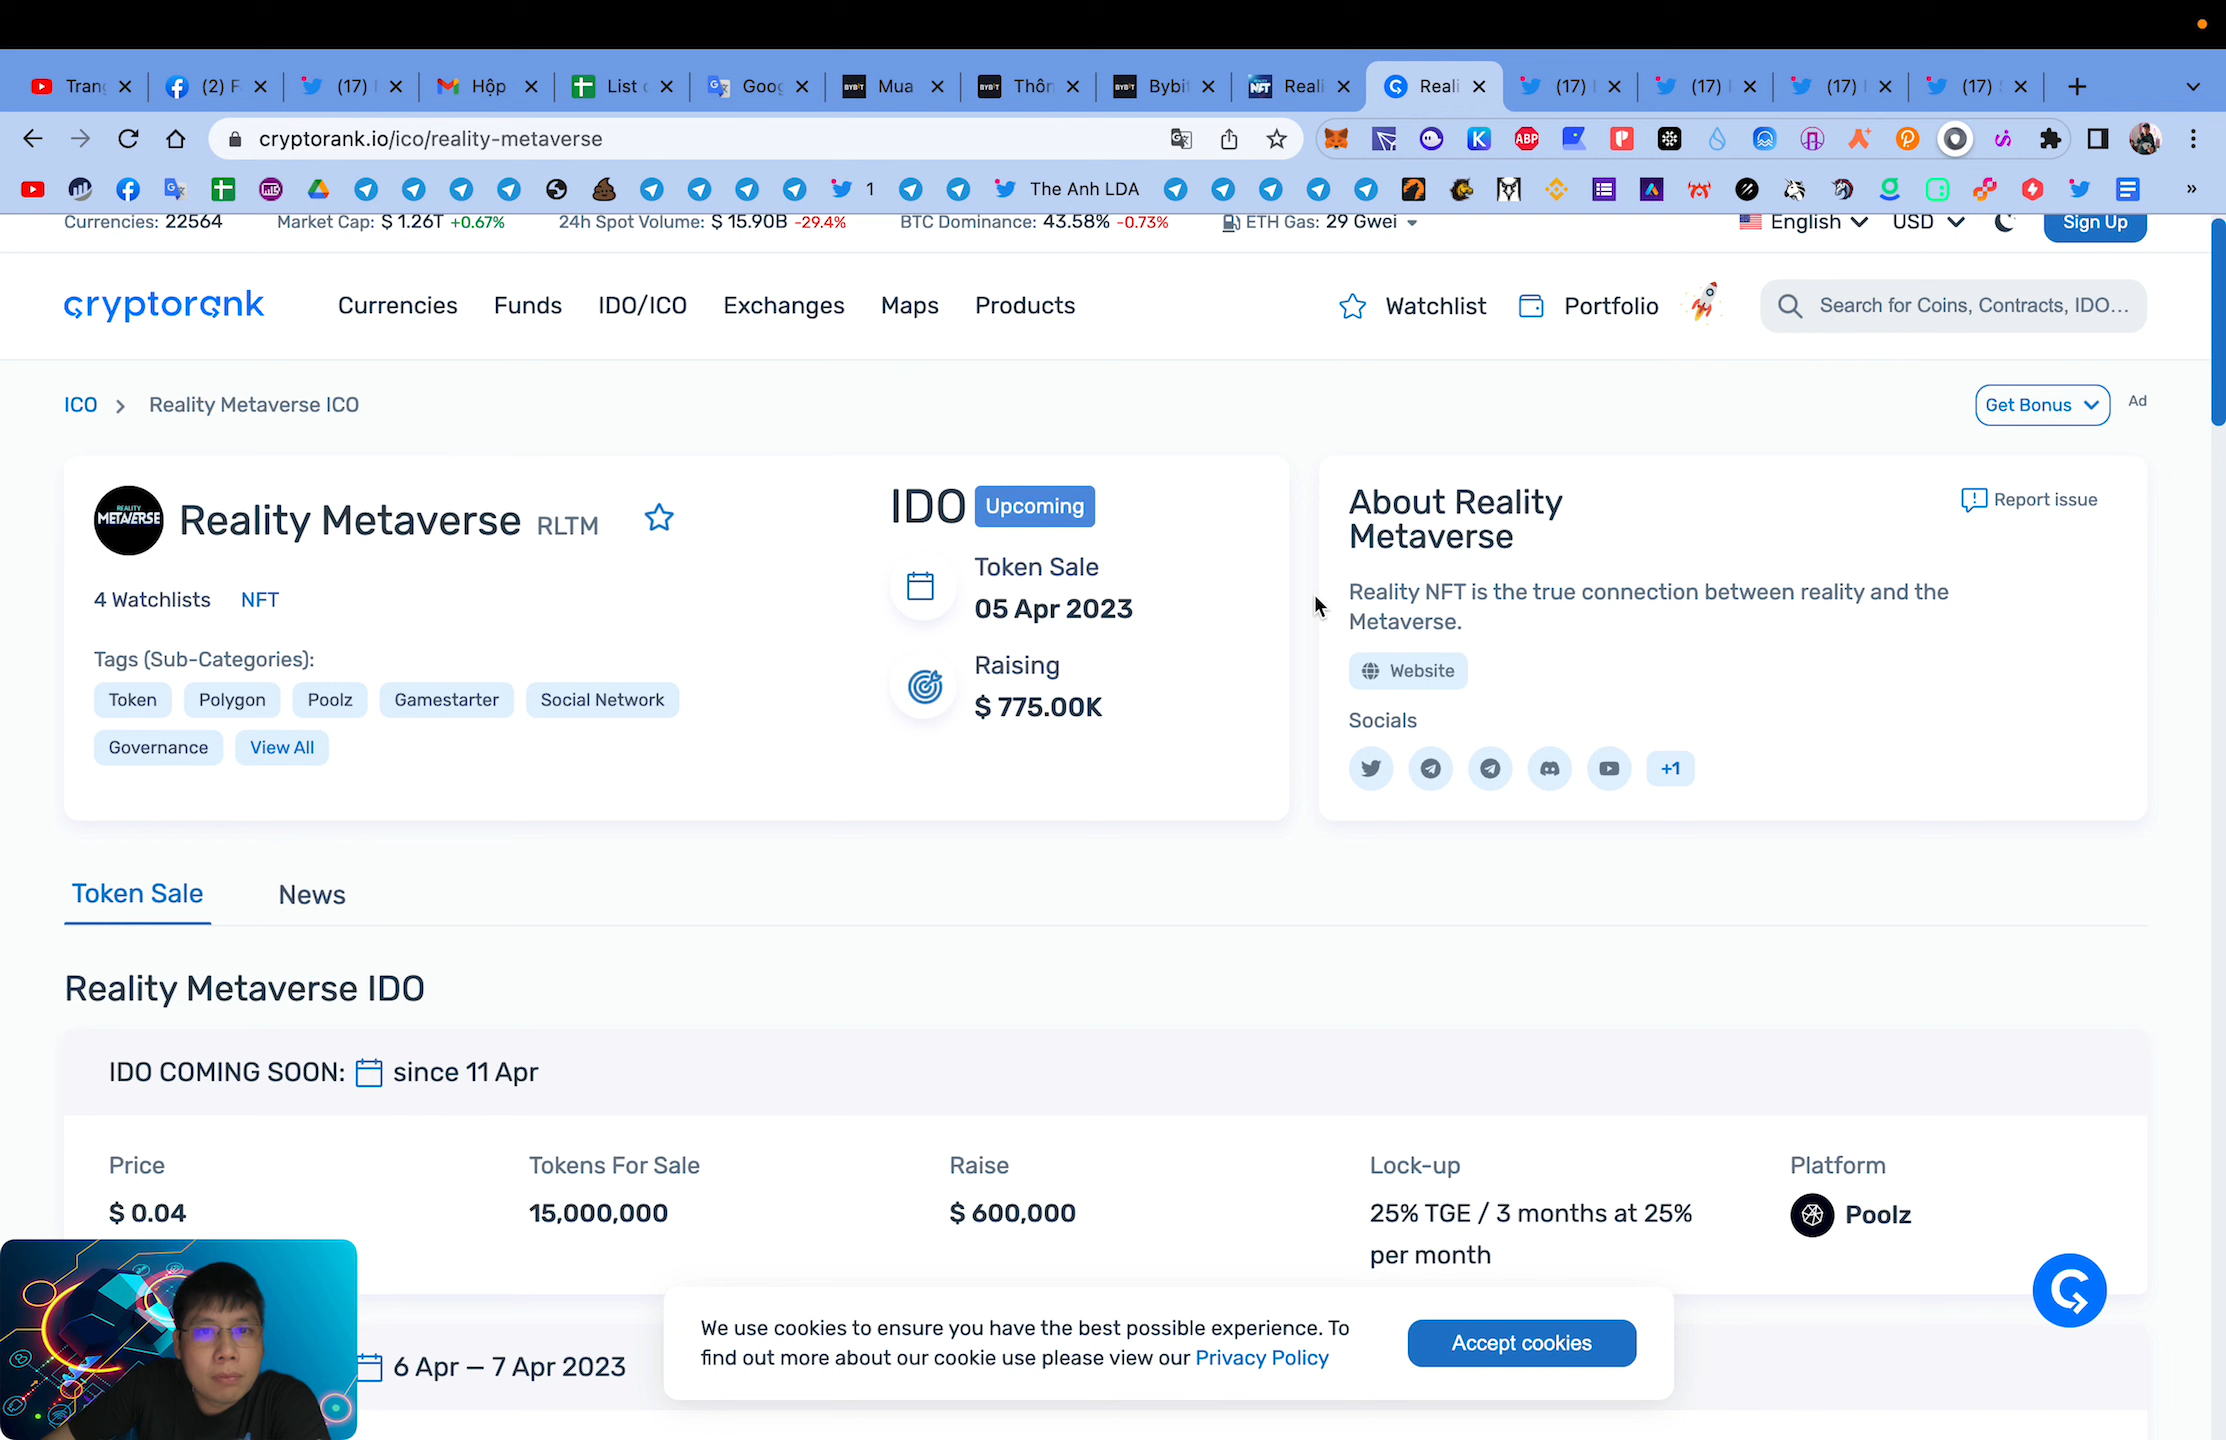 Tran
(2) F
(17)
Hộp
List
Goog
Mua
Thôn
Bybi
Reali
Reali
(17)
(17)
(17)
(17)
cryptorank.io/ico/reality-metaverse
1
The Anh LDA
Currencies: 22564
Market Cap: $ 1.26T +0.67%
24h Spot Volume: $ 15.90B -29.4%
BTC Dominance: 43.58% -0.73%
ETH Gas: 29 Gwei
English
USD
Sign Up
cryptorank
Currencies
Funds
IDO/ICO
Exchanges
Maps
Products
Watchlist
Portfolio
Search for Coins, Contracts, IDO...
ICO
Reality Metaverse ICO
Get Bonus
Ad
REALITY
METAVERSE
Reality Metaverse RLTM
4 Watchlists
NFT
Tags (Sub-Categories):
Token
Polygon
Poolz
Gamestarter
Social Network
Governance
View All
IDO
Upcoming
Token Sale
05 Apr 2023
Raising
$ 775.00K
About Reality
Metaverse
Report issue
Reality NFT is the true connection between reality and the
Metaverse.
Website
Socials
+1
Token Sale
News
Reality Metaverse IDO
IDO COMING SOON: since 11 Apr
Price
$ 0.04
Tokens For Sale
15,000,000
Raise
$ 600,000
Lock-up
25% TGE / 3 months at 25%
per month
Platform
Poolz
6 Apr — 7 Apr 2023
We use cookies to ensure you have the best possible experience. To
find out more about our cookie use please view our Privacy Policy
Accept cookies